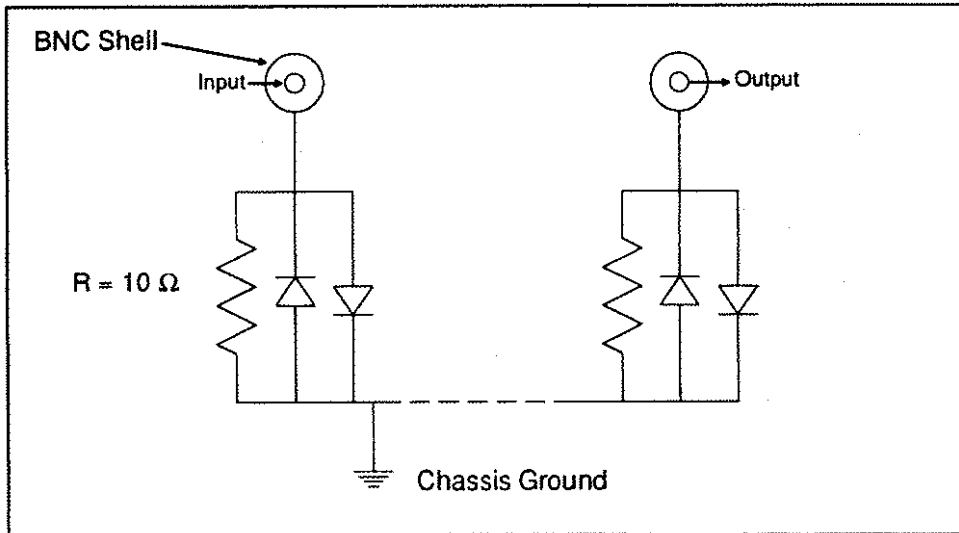 BNC Shell
Input
Output
R = 10 Ω
Chassis Ground